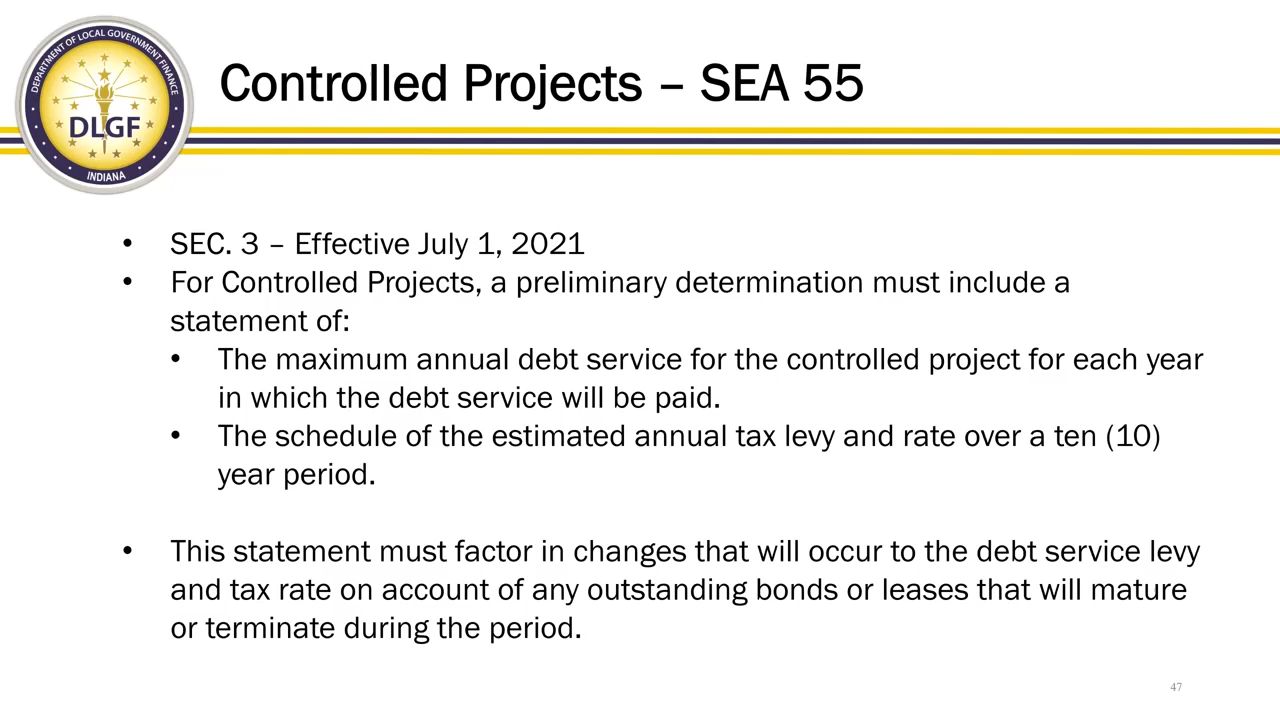 DEPARTMENT OF LOCAL GOVERNMENT FINANCE
DLGF
INDIANA
Controlled Projects – SEA 55
• SEC. 3 – Effective July 1, 2021
• For Controlled Projects, a preliminary determination must include a
statement of:
• The maximum annual debt service for the controlled project for each year
in which the debt service will be paid.
• The schedule of the estimated annual tax levy and rate over a ten (10)
year period.
• This statement must factor in changes that will occur to the debt service levy
and tax rate on account of any outstanding bonds or leases that will mature
or terminate during the period.
47